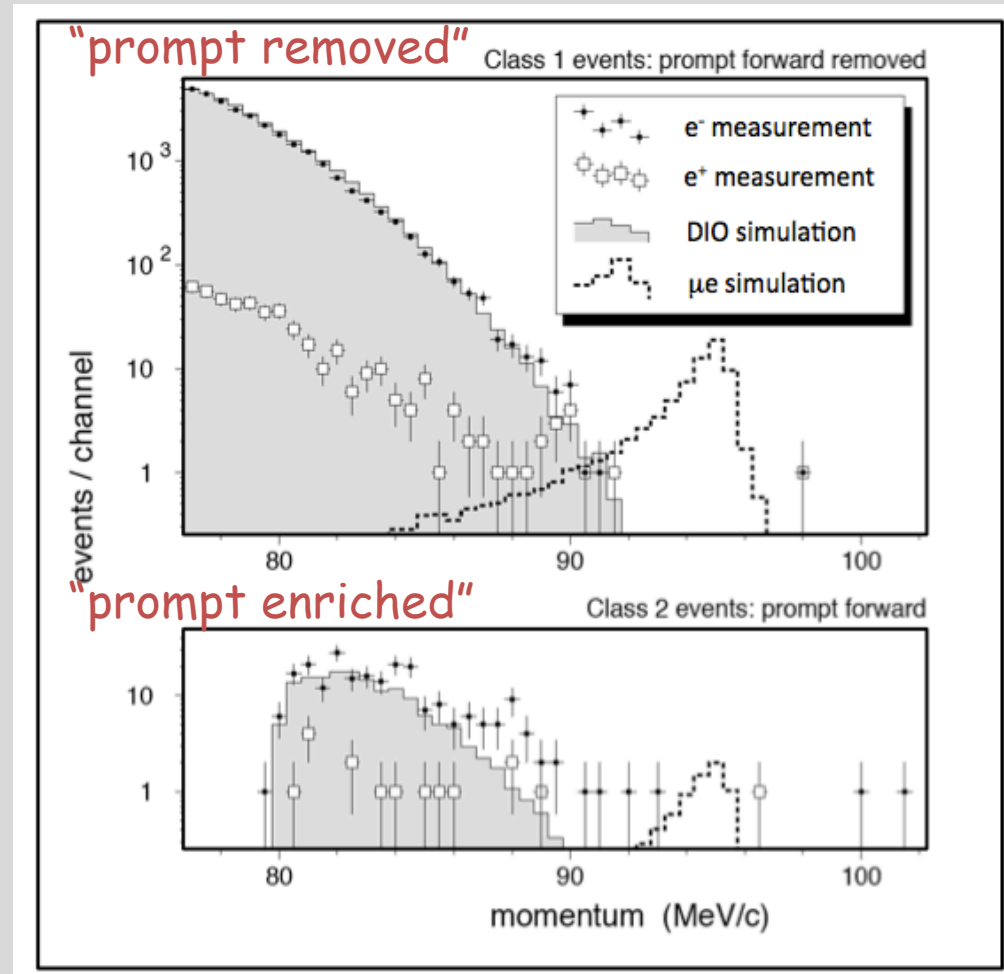 "prompt removed"
Class 1 events: prompt forward removed
e⁻ measurement
e⁺ measurement
DIO simulation
μe simulation
10³
10²
10
1
events / channel
80 90 100
"prompt enriched"
Class 2 events: prompt forward
10
1
80 90 100
momentum (MeV/c)